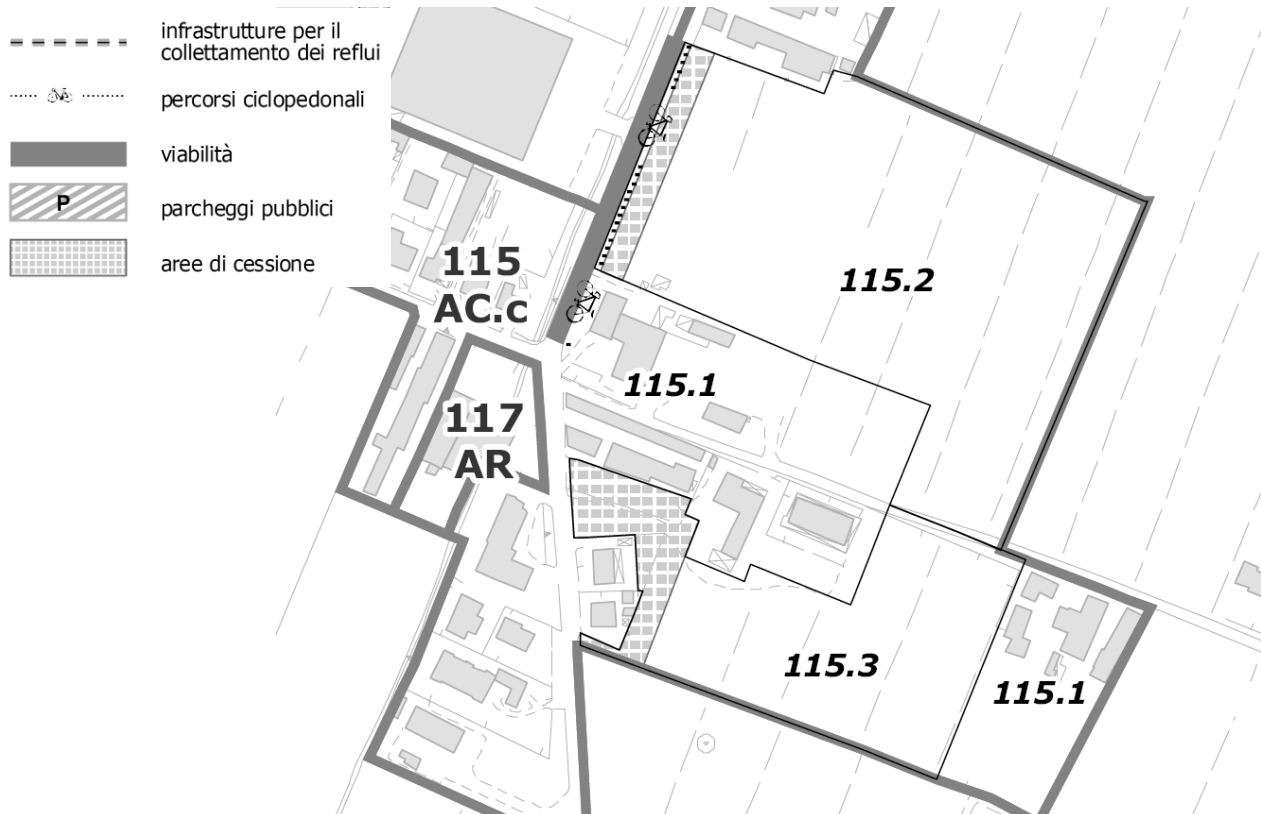 infrastrutture per il
collettamento dei reflui
percorsi ciclopedonali
viabilità
P
parcheggi pubblici
aree di cessione
115
AC.c
115.2
115.1
117
AR
115.3
115.1